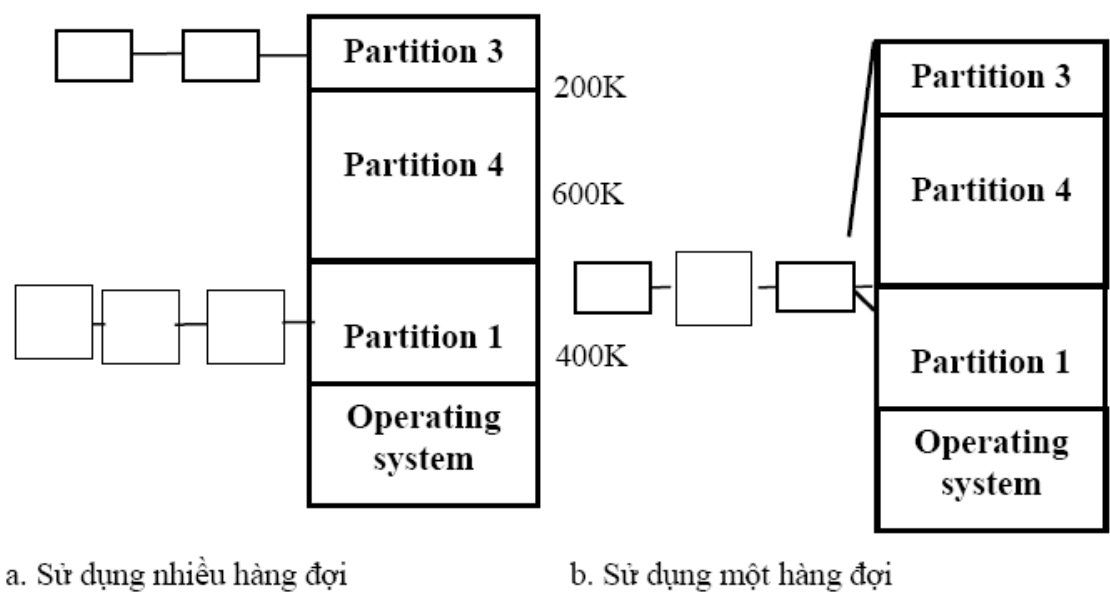 Partition 3
200K
Partition 4
600K
Partition 1
400K
Operating
system
a. Sử dụng nhiều hàng đợi
Partition 3
Partition 4
Partition 1
Operating
system
b. Sử dụng một hàng đợi